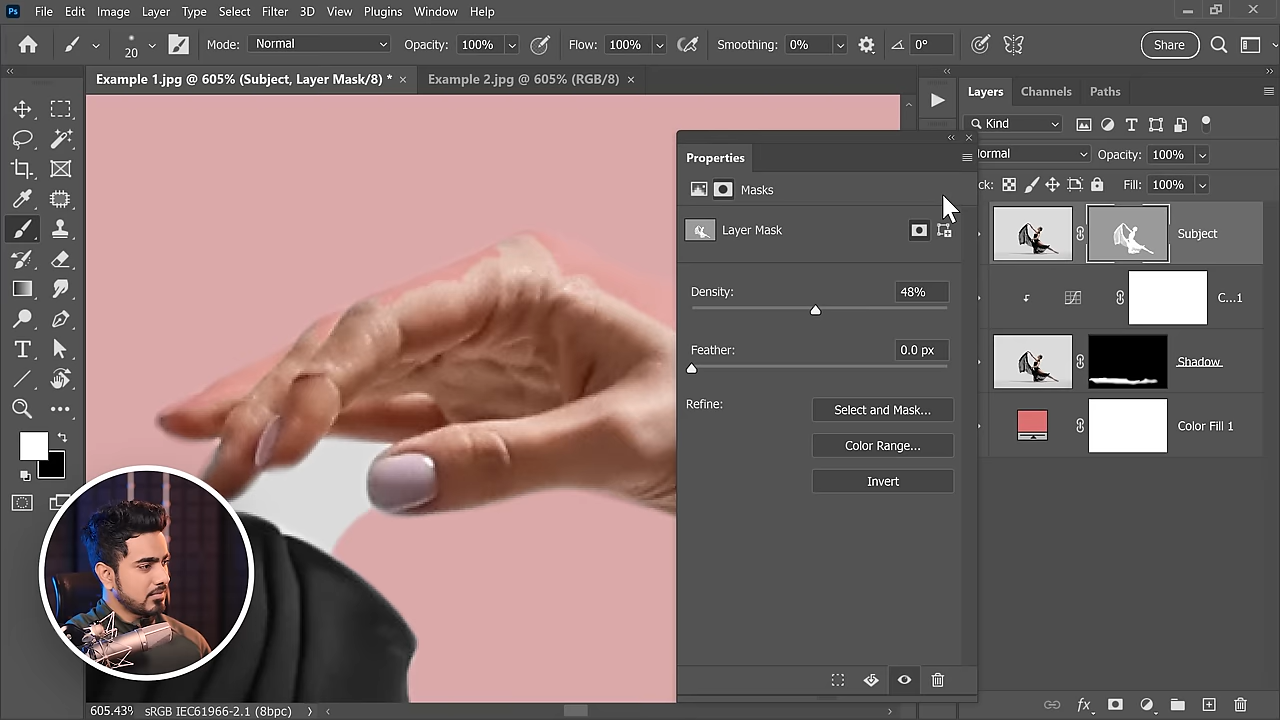 Ps File Edit Image Layer Type Select Filter 3D View Plugins Window Help
20 Mode: Normal Opacity: 100% Flow: 100% Smoothing: 0% 0° Share
Example 1.jpg @ 605% (Subject, Layer Mask/8) * × Example 2.jpg @ 605% (RGB/8) ×
Layers Channels Paths
Kind
ormal Opacity: 100%
ck: Fill: 100%
Properties
Masks
Layer Mask
Density: 48%
Feather: 0.0 px
Refine: Select and Mask...
Color Range...
Invert
Subject
C...1
Shadow
Color Fill 1
605.43% sRGB IEC61966-2.1 (8bpc)